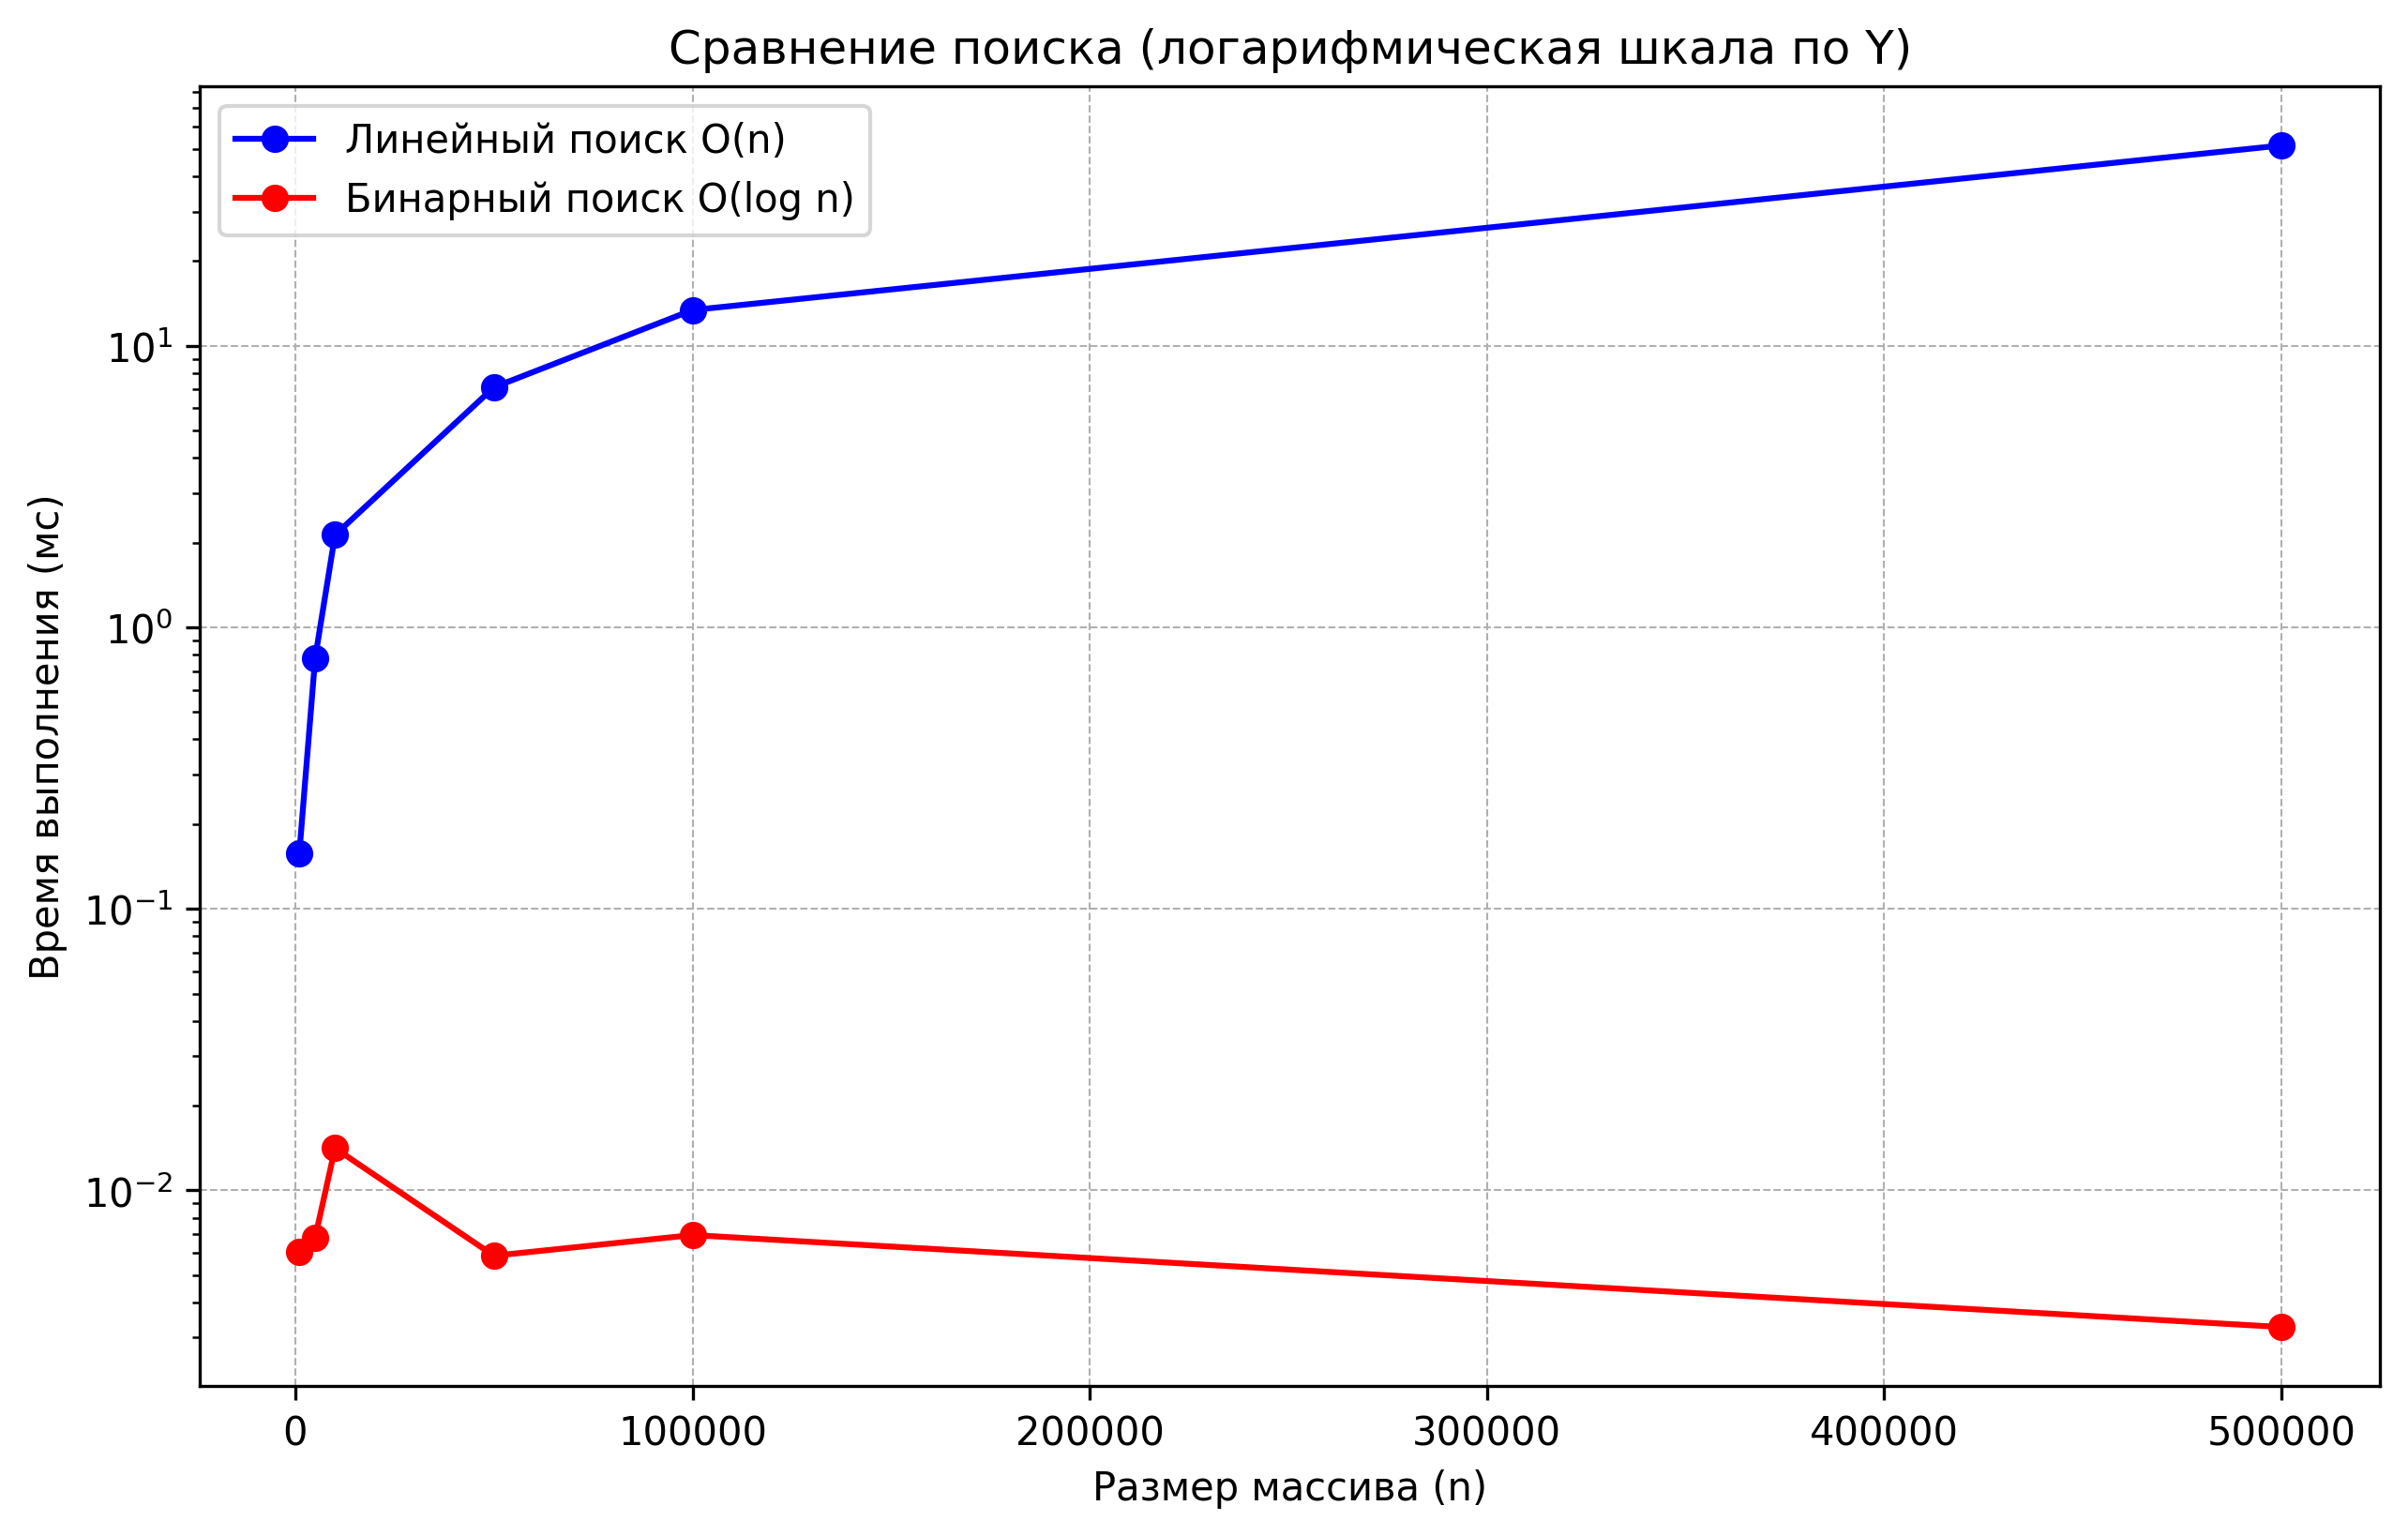 Сравнение поиска (логарифмическая шкала по Y)
Линейный поиск O(n)
Бинарный поиск O(log n)
Время выполнения (мс)
10¹
10⁰
10⁻¹
10⁻²
0 100000 200000 300000 400000 500000
Размер массива (n)